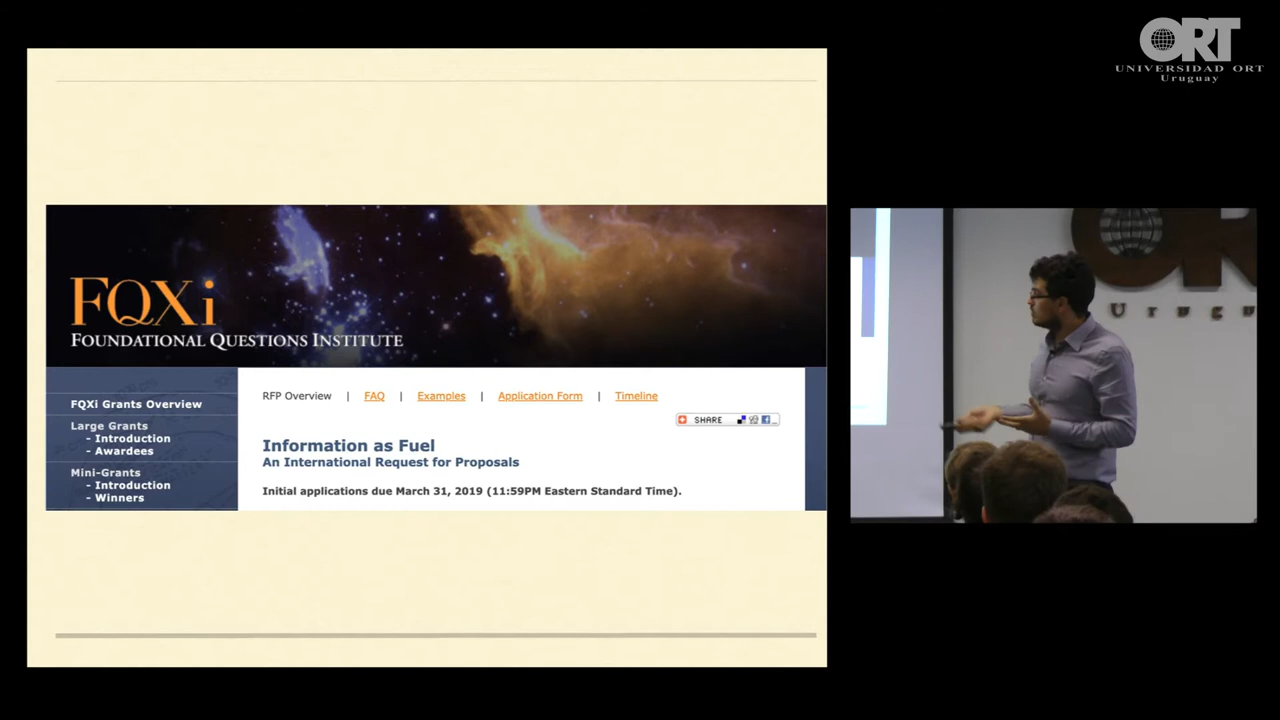 ORT
UNIVERSIDAD ORT
Uruguay
FQXi
FOUNDATIONAL QUESTIONS INSTITUTE
FQXi Grants Overview
Large Grants
- Introduction
- Awardees
Mini-Grants
- Introduction
- Winners
RFP Overview | FAQ | Examples | Application Form | Timeline
SHARE
Information as Fuel
An International Request for Proposals
Initial applications due March 31, 2019 (11:59PM Eastern Standard Time).